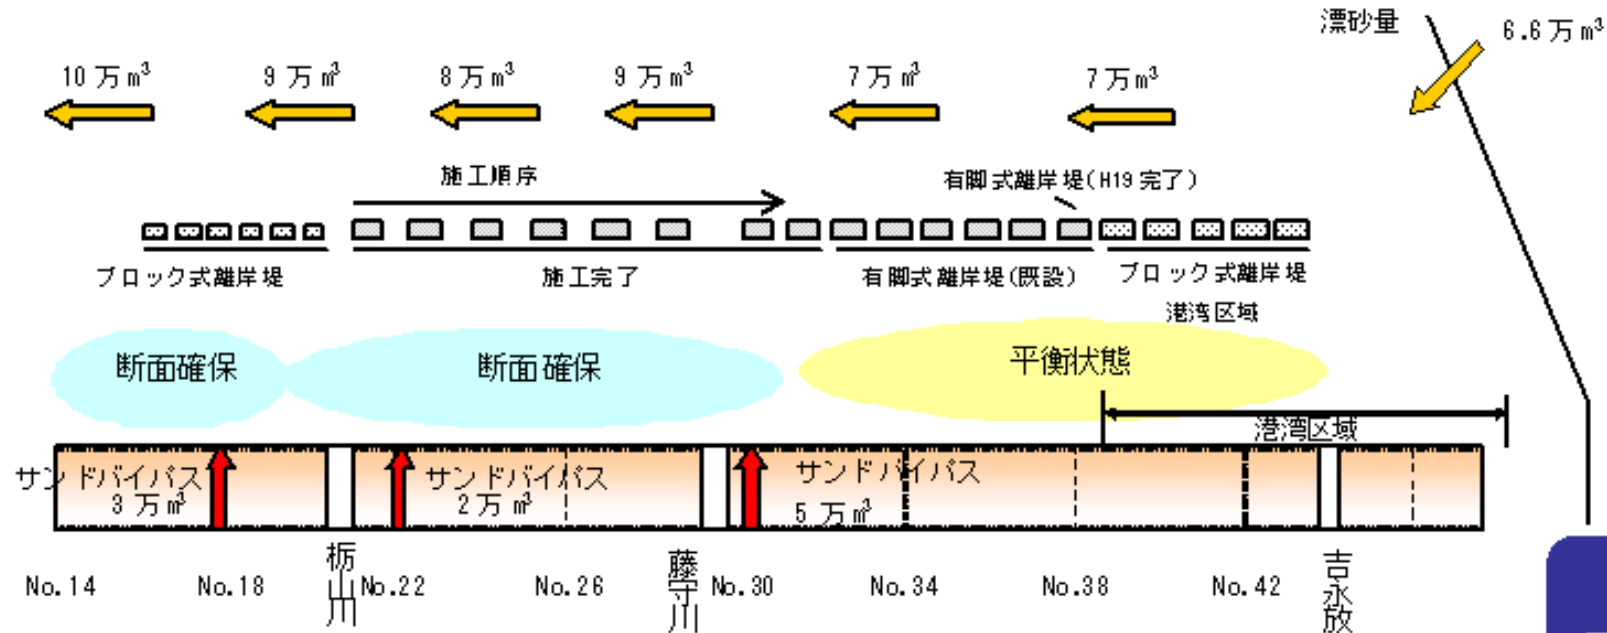 漂砂量
6.6万m³
10万m³
9万m³
8万m³
9万m³
7万m³
7万m³
施工順序
有脚式離岸堤(H19完了)
ブロック式離岸堤
施工完了
有脚式離岸堤(既設)
ブロック式離岸堤
港湾区域
断面確保
断面確保
平衡状態
港湾区域
サンドバイパス
3万m³
サンドバイパス
2万m³
サンドバイパス
5万m³
栃山川
藤守川
吉永放
No.14
No.18
No.22
No.26
No.30
No.34
No.38
No.42